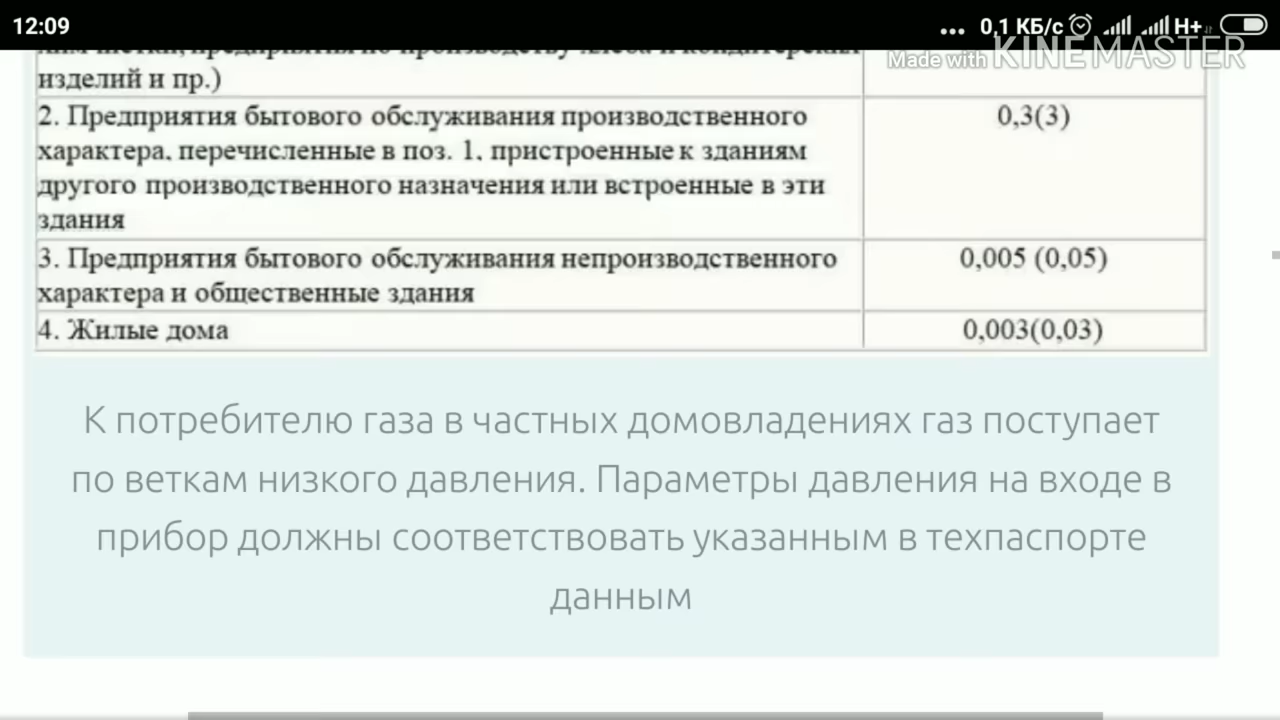 12:09
... 0,1 КБ/с H+
Made with KINEMASTER
изделий и пр.)
2. Предприятия бытового обслуживания производственного
характера, перечисленные в поз. 1, пристроенные к зданиям
другого производственного назначения или встроенные в эти
здания
0,3(3)
3. Предприятия бытового обслуживания непроизводственного
характера и общественные здания
0,005 (0,05)
4. Жилые дома
0,003(0,03)
К потребителю газа в частных домовладениях газ поступает
по веткам низкого давления. Параметры давления на входе в
прибор должны соответствовать указанным в техпаспорте
данным